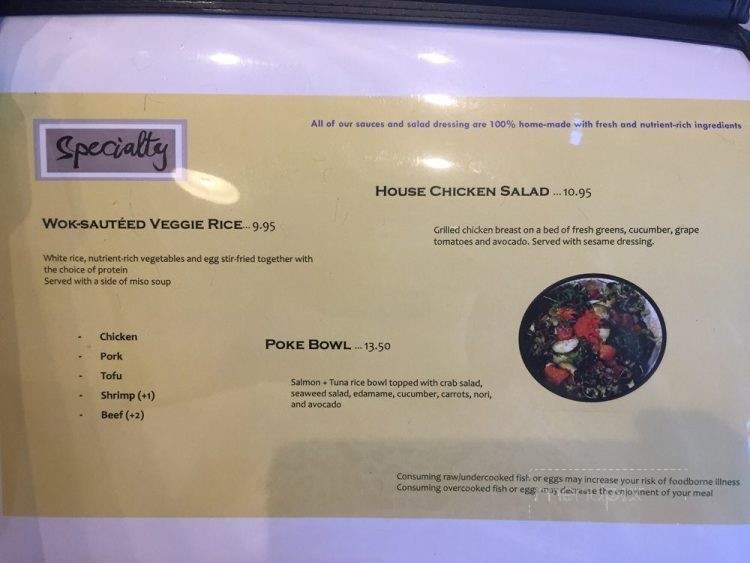 All of our sauces and salad dressing are 100% home-made with fresh and nutrient-rich ingredients
Specialty
HOUSE CHICKEN SALAD ... 10.95
Grilled chicken breast on a bed of fresh greens, cucumber, grape
tomatoes and avocado. Served with sesame dressing.
WOK-SAUTÉED VEGGIE RICE... 9.95
White rice, nutrient-rich vegetables and egg stir-fried together with
the choice of protein
Served with a side of miso soup
- Chicken
- Pork
- Tofu
- Shrimp (+1)
- Beef (+2)
POKE BOWL ... 13.50
Salmon + Tuna rice bowl topped with crab salad,
seaweed salad, edamame, cucumber, carrots, nori,
and avocado
Consuming raw/undercooked fish or eggs may increase your risk of foodborne illness
Consuming overcooked fish or eggs may decrease the enjoyment of your meal
menupix